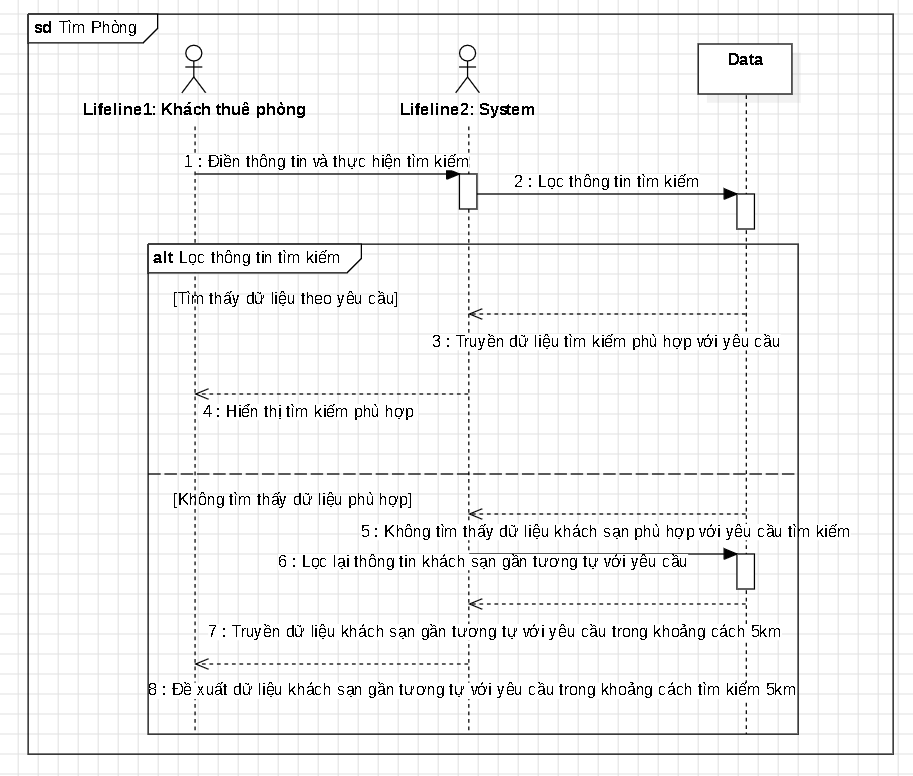 sd Tìm Phòng
Lifeline1: Khách thuê phòng
Lifeline2: System
Data
1 : Điền thông tin và thực hiện tìm kiếm
2 : Lọc thông tin tìm kiếm
alt Lọc thông tin tìm kiếm
[Tìm thấy dữ liệu theo yêu cầu]
3 : Truyền dữ liệu tìm kiếm phù hợp với yêu cầu
4 : Hiển thị tìm kiếm phù hợp
[Không tìm thấy dữ liệu phù hợp]
5 : Không tìm thấy dữ liệu khách sạn phù hợp với yêu cầu tìm kiếm
6 : Lọc lại thông tin khách sạn gần tương tự với yêu cầu
7 : Truyền dữ liệu khách sạn gần tương tự với yêu cầu trong khoảng cách 5km
8 : Đề xuất dữ liệu khách sạn gần tương tự với yêu cầu trong khoảng cách tìm kiếm 5km